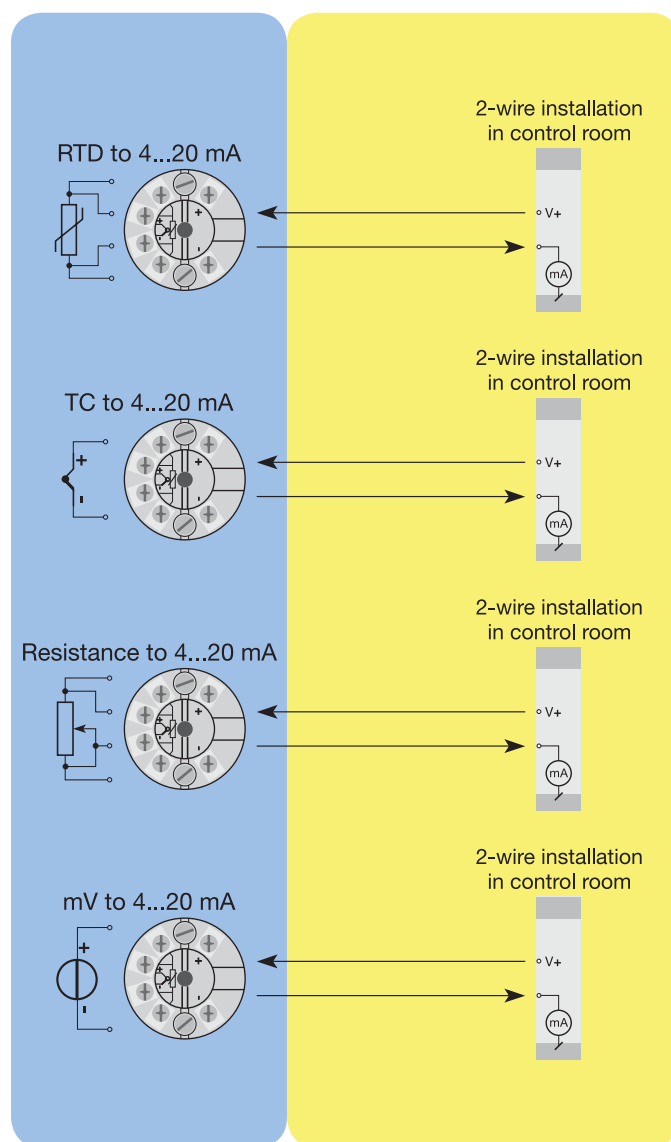 2-wire installation
in control room
RTD to 4...20 mA
+
-
V+
mA
2-wire installation
in control room
TC to 4...20 mA
+
-
+
-
V+
mA
2-wire installation
in control room
Resistance to 4...20 mA
+
-
V+
mA
2-wire installation
in control room
mV to 4...20 mA
+
-
+
-
V+
mA